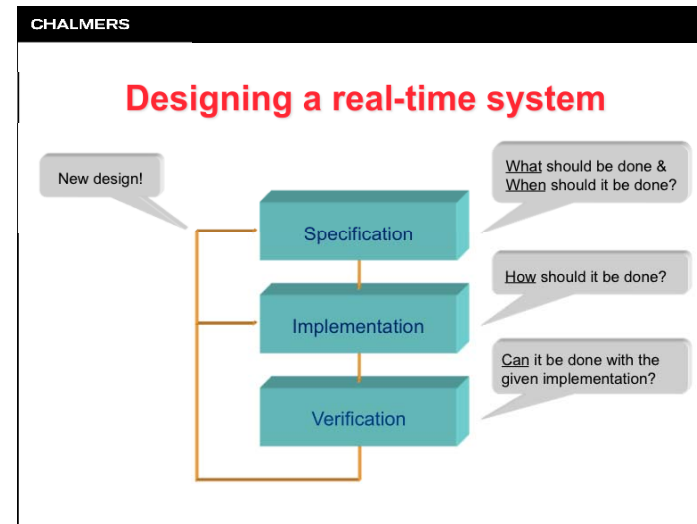 CHALMERS
Designing a real-time system
New design!
What should be done &
When should it be done?
Specification
How should it be done?
Implementation
Can it be done with the
given implementation?
Verification